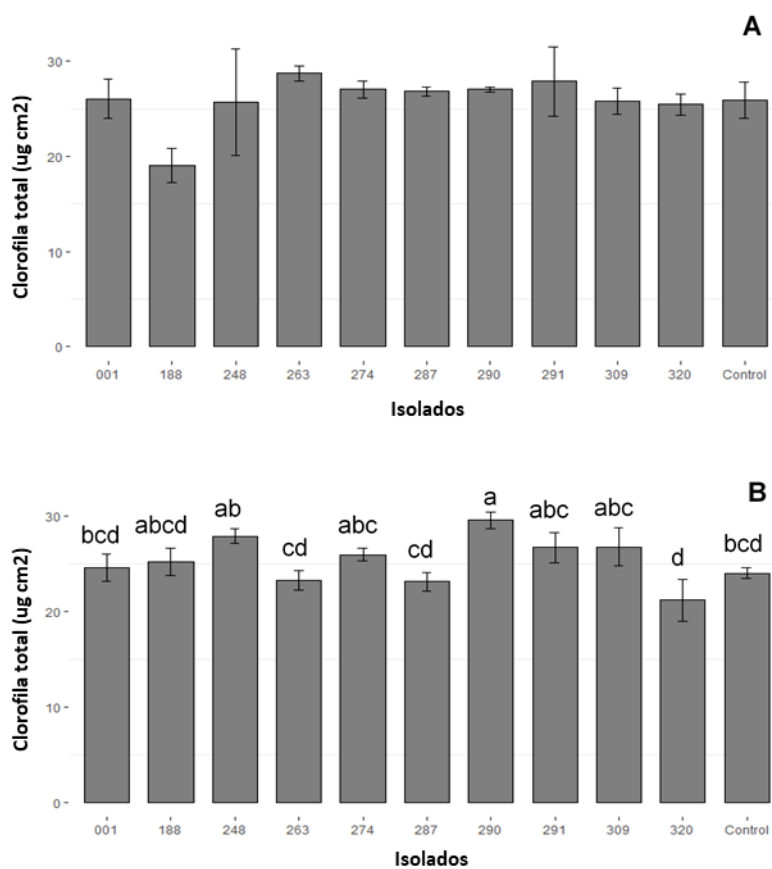 A
Clorofila total (ug cm2)
30
20
10
0
001 188 248 263 274 287 290 291 309 320 Control
Isolados
B
Clorofila total (ug cm2)
30
20
10
0
bcd abcd ab cd abc cd a abc abc d bcd
001 188 248 263 274 287 290 291 309 320 Control
Isolados